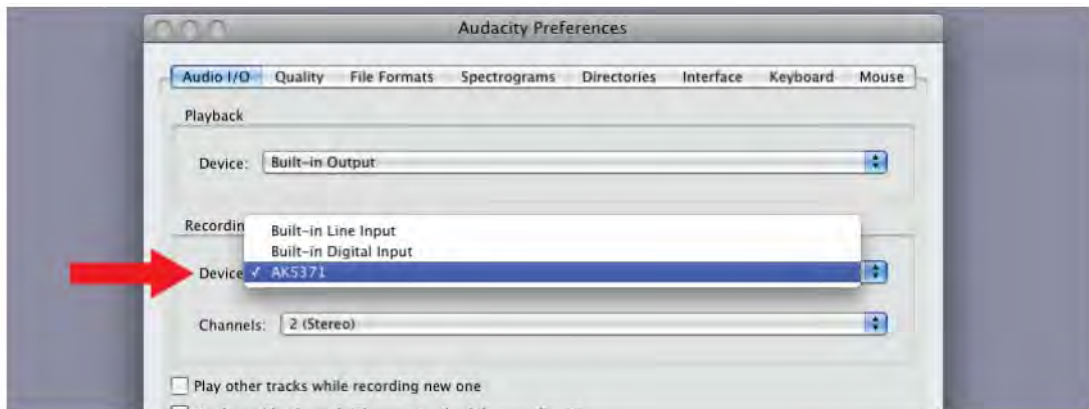 Audacity Preferences
Audio I/O Quality File Formats Spectrograms Directories Interface Keyboard Mouse
Playback
Device: Built-in Output
Recordin
Built-in Line Input
Built-in Digital Input
Device ✓ AK5371
Channels: 2 (Stereo)
Play other tracks while recording new one